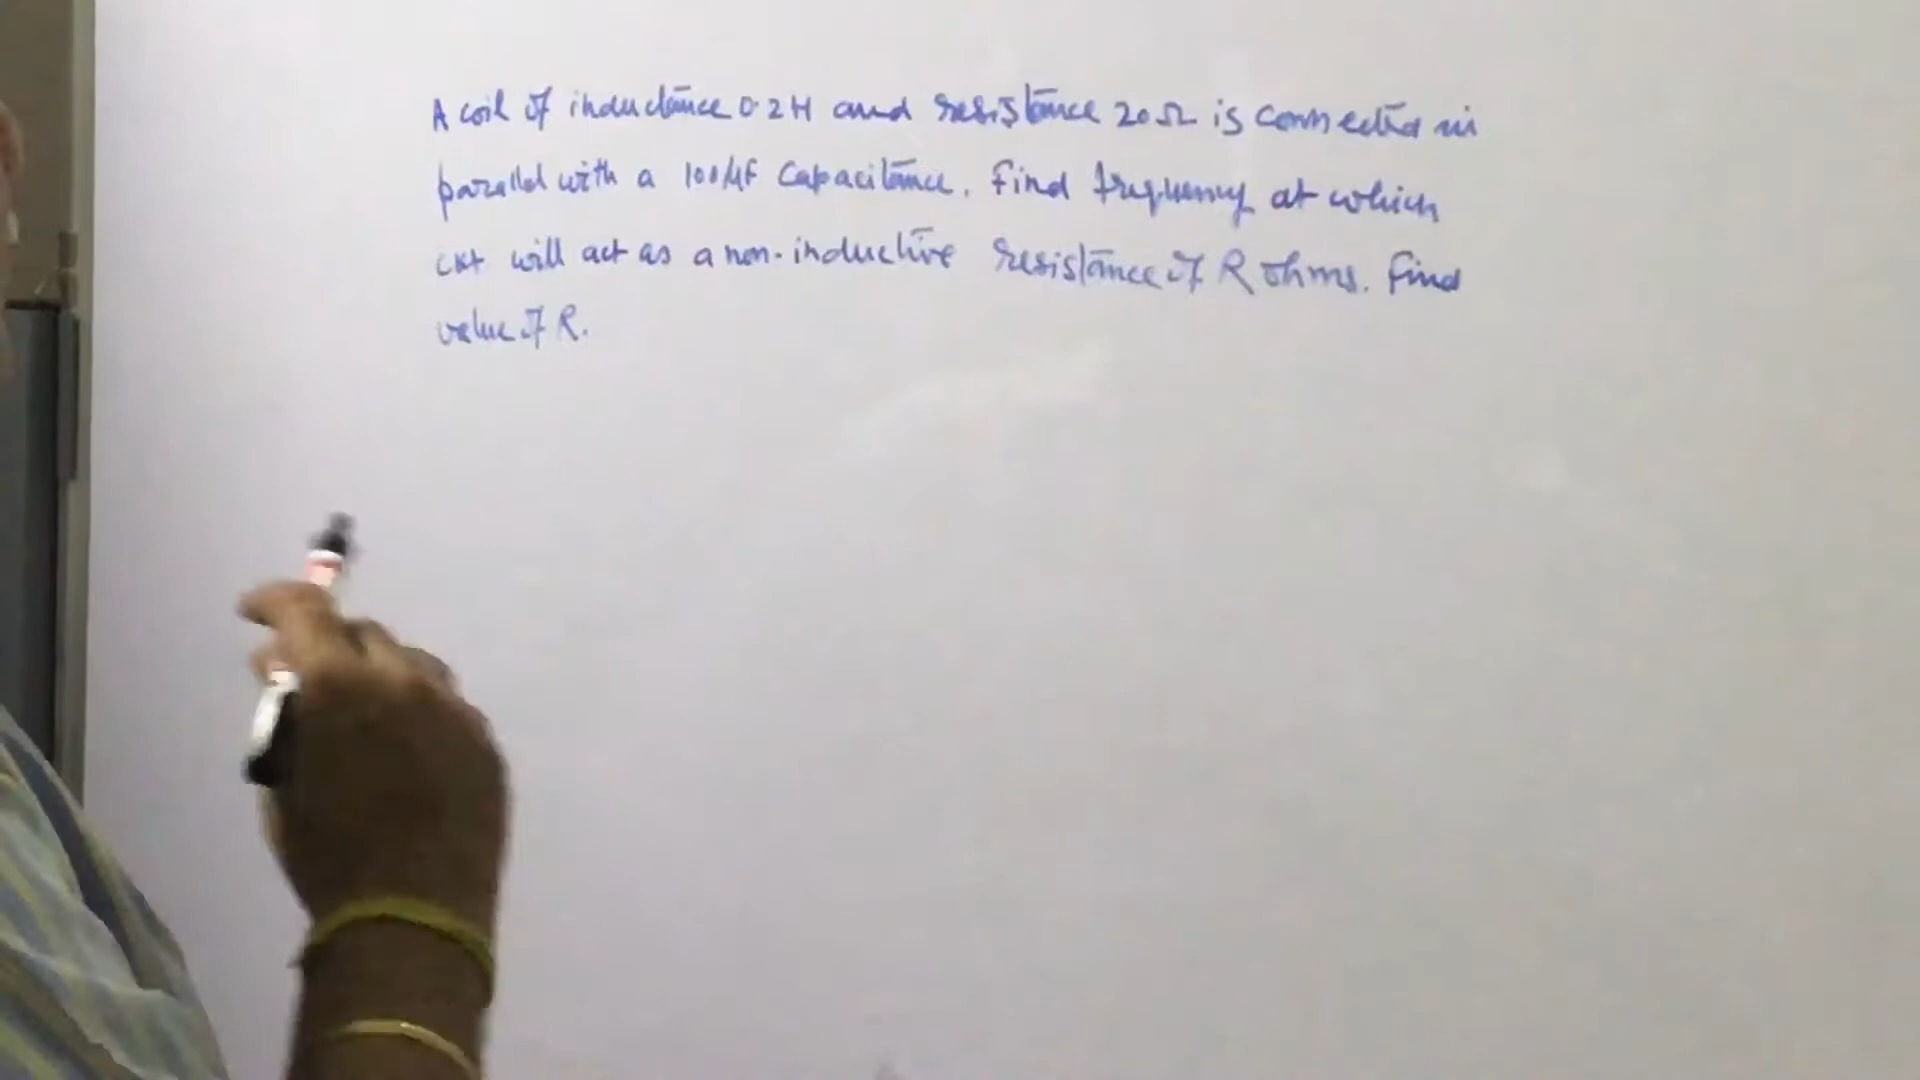 A coil of inductance 0.2H and resistance 20Ω is connected in
parallel with a 100μF capacitance. Find frequency at which
ckt will act as a non-inductive resistance of R ohms. Find
value of R.